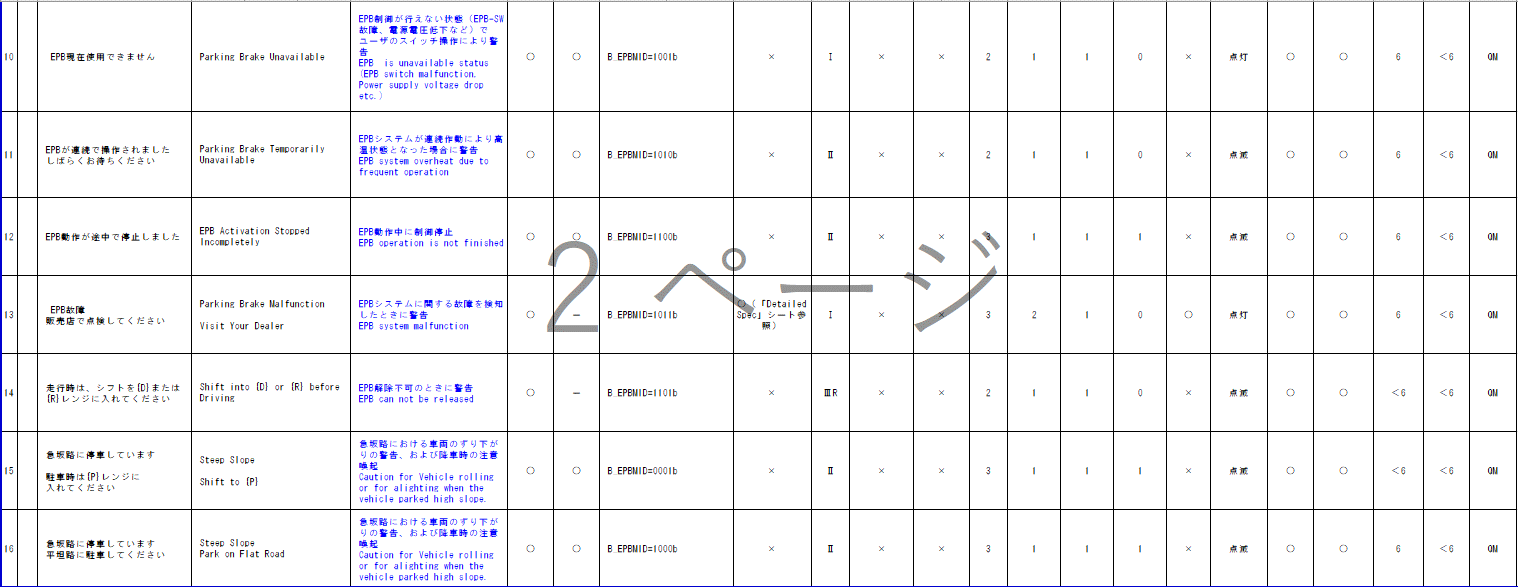 10 EPB現在使用できません Parking Brake Unavailable EPB制御が行えない状態（EPB-SW ○ ○ B_EPBMID=1001b × Ⅰ × × 2 1 1 0 × 点灯 ○ ○ 6 <6 QM
故障、電源電圧低下など）で
ユーザのスイッチ操作により警
告
EPB is unavailable status
(EPB switch malfunction,
Power supply voltage drop
etc.)
11 EPBが連続で操作されました Parking Brake Temporarily EPBシステムが連続作動により高 ○ ○ B_EPBMID=1010b × Ⅱ × × 2 1 1 0 × 点滅 ○ ○ 6 <6 QM
しばらくお待ちください Unavailable 温状態となった場合に警告
EPB system overheat due to
frequent operation
12 EPB動作が途中で停止しました EPB Activation Stopped EPB動作中に制御停止 ○ ○ B_EPBMID=1100b × Ⅱ × × 3 1 1 1 × 点滅 ○ ○ 6 <6 QM
Incompletely EPB operation is not finished
2 ページ
13 EPB故障 Parking Brake Malfunction EPBシステムに関する故障を検知 ○ － B_EPBMID=1011b ○（「Detailed Ⅰ × × 3 2 1 0 ○ 点灯 ○ ○ 6 <6 QM
販売店で点検してください Visit Your Dealer したときに警告 Spec」シート参
EPB system malfunction 照）
14 走行時は、シフトを{D}または Shift into {D} or {R} before EPB解除不可のときに警告 ○ － B_EPBMID=1101b × ⅢR × × 2 1 1 0 × 点滅 ○ ○ <6 <6 QM
{R}レンジに入れてください Driving EPB can not be released
15 急坂路に停車しています Steep Slope 急坂路における車両のずり下が ○ ○ B_EPBMID=0001b × Ⅱ × × 3 1 1 1 × 点滅 ○ ○ <6 <6 QM
駐車時は{P}レンジに Shift to {P} りの警告、および降車時の注意
入れてください 喚起
Caution for Vehicle rolling
or for alighting when the
vehicle parked high slope.
16 急坂路に停車しています Steep Slope 急坂路における車両のずり下が ○ ○ B_EPBMID=1000b × Ⅱ × × 3 1 1 1 × 点滅 ○ ○ 6 <6 QM
平坦路に駐車してください Park on Flat Road りの警告、および降車時の注意
喚起
Caution for Vehicle rolling
or for alighting when the
vehicle parked high slope.